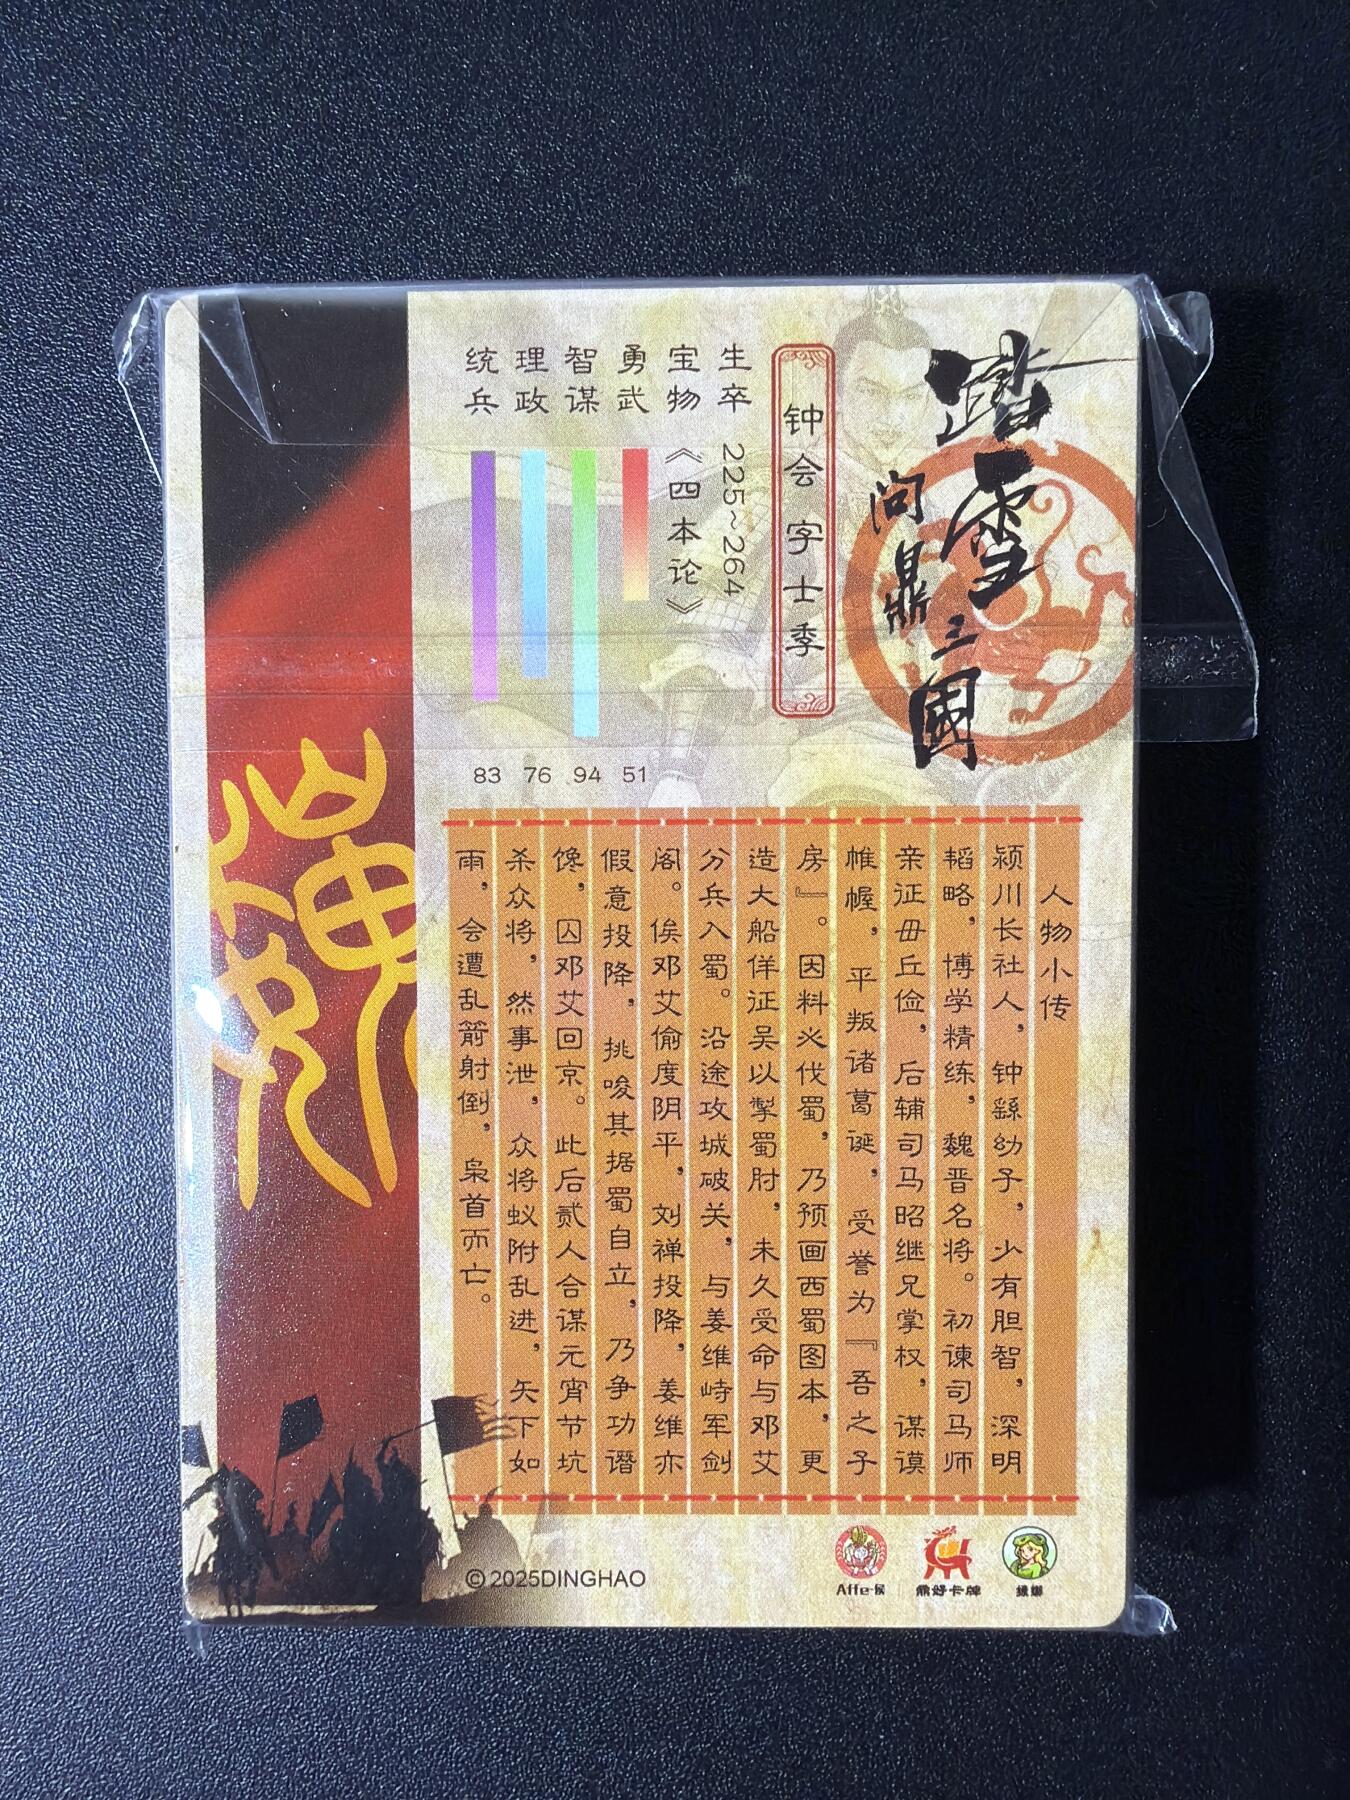 踏雪
问鼎三國
钟会 字士季
生卒 225~264
宝物 《四本论》
勇武 51
智谋 94
理政 76
统兵 83
魏
人物小传
颍川长社人，钟繇幼子，少有胆智，深明
韬略，博学精练，魏晋名将。初谏司马师
亲征毌丘俭，后辅司马昭继兄掌权，谋谟
帷幄，平叛诸葛诞，受誉为『吾之子
房』。因料必伐蜀，乃预画西蜀图本，更
造大船佯征吴以掣蜀肘，未久受命与邓艾
分兵入蜀。沿途攻城破关，与姜维峙军剑
阁。俟邓艾偷度阴平，刘禅投降，姜维亦
假意投降，挑唆其据蜀自立，乃争功谮
馋，囚邓艾回京。此后贰人合谋元宵节坑
杀众将，然事泄，众将蚁附乱进，矢下如
雨，会遭乱箭射倒，枭首而亡。
©2025DINGHAO
Affe-侯
鼎好卡牌